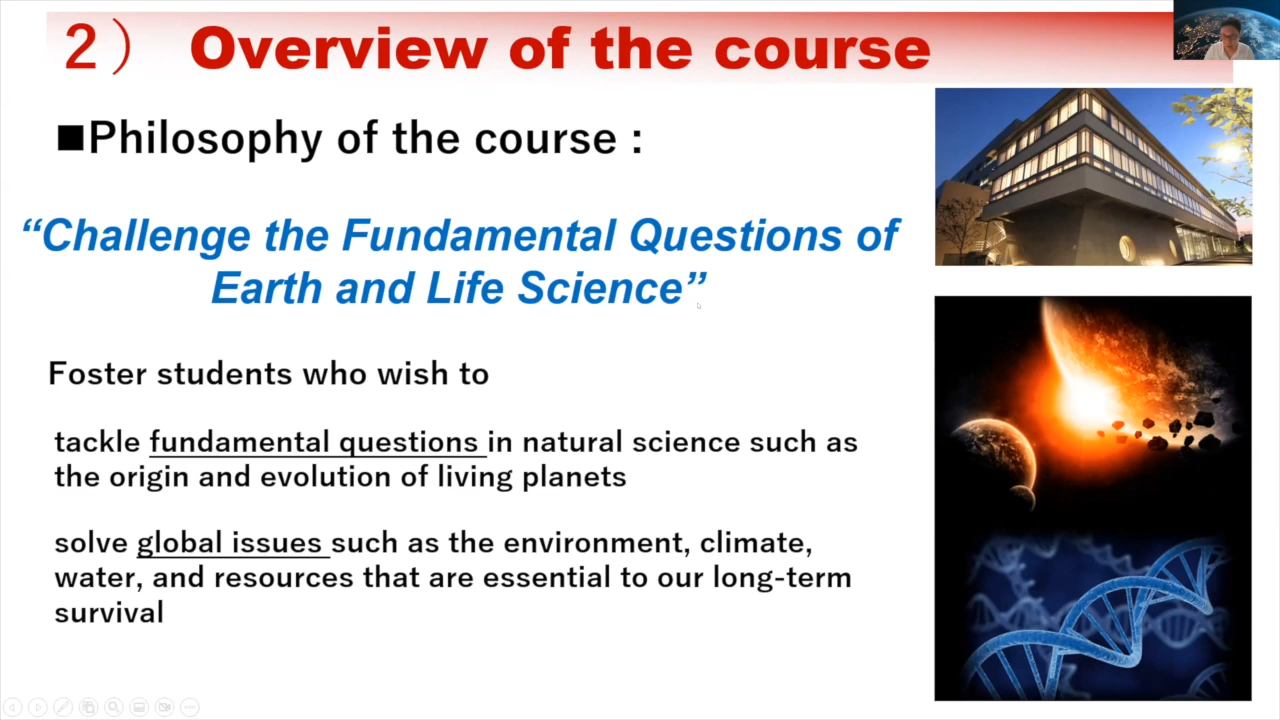 2） Overview of the course
■Philosophy of the course :
“Challenge the Fundamental Questions of
Earth and Life Science”
Foster students who wish to
tackle fundamental questions in natural science such as
the origin and evolution of living planets
solve global issues such as the environment, climate,
water, and resources that are essential to our long-term
survival